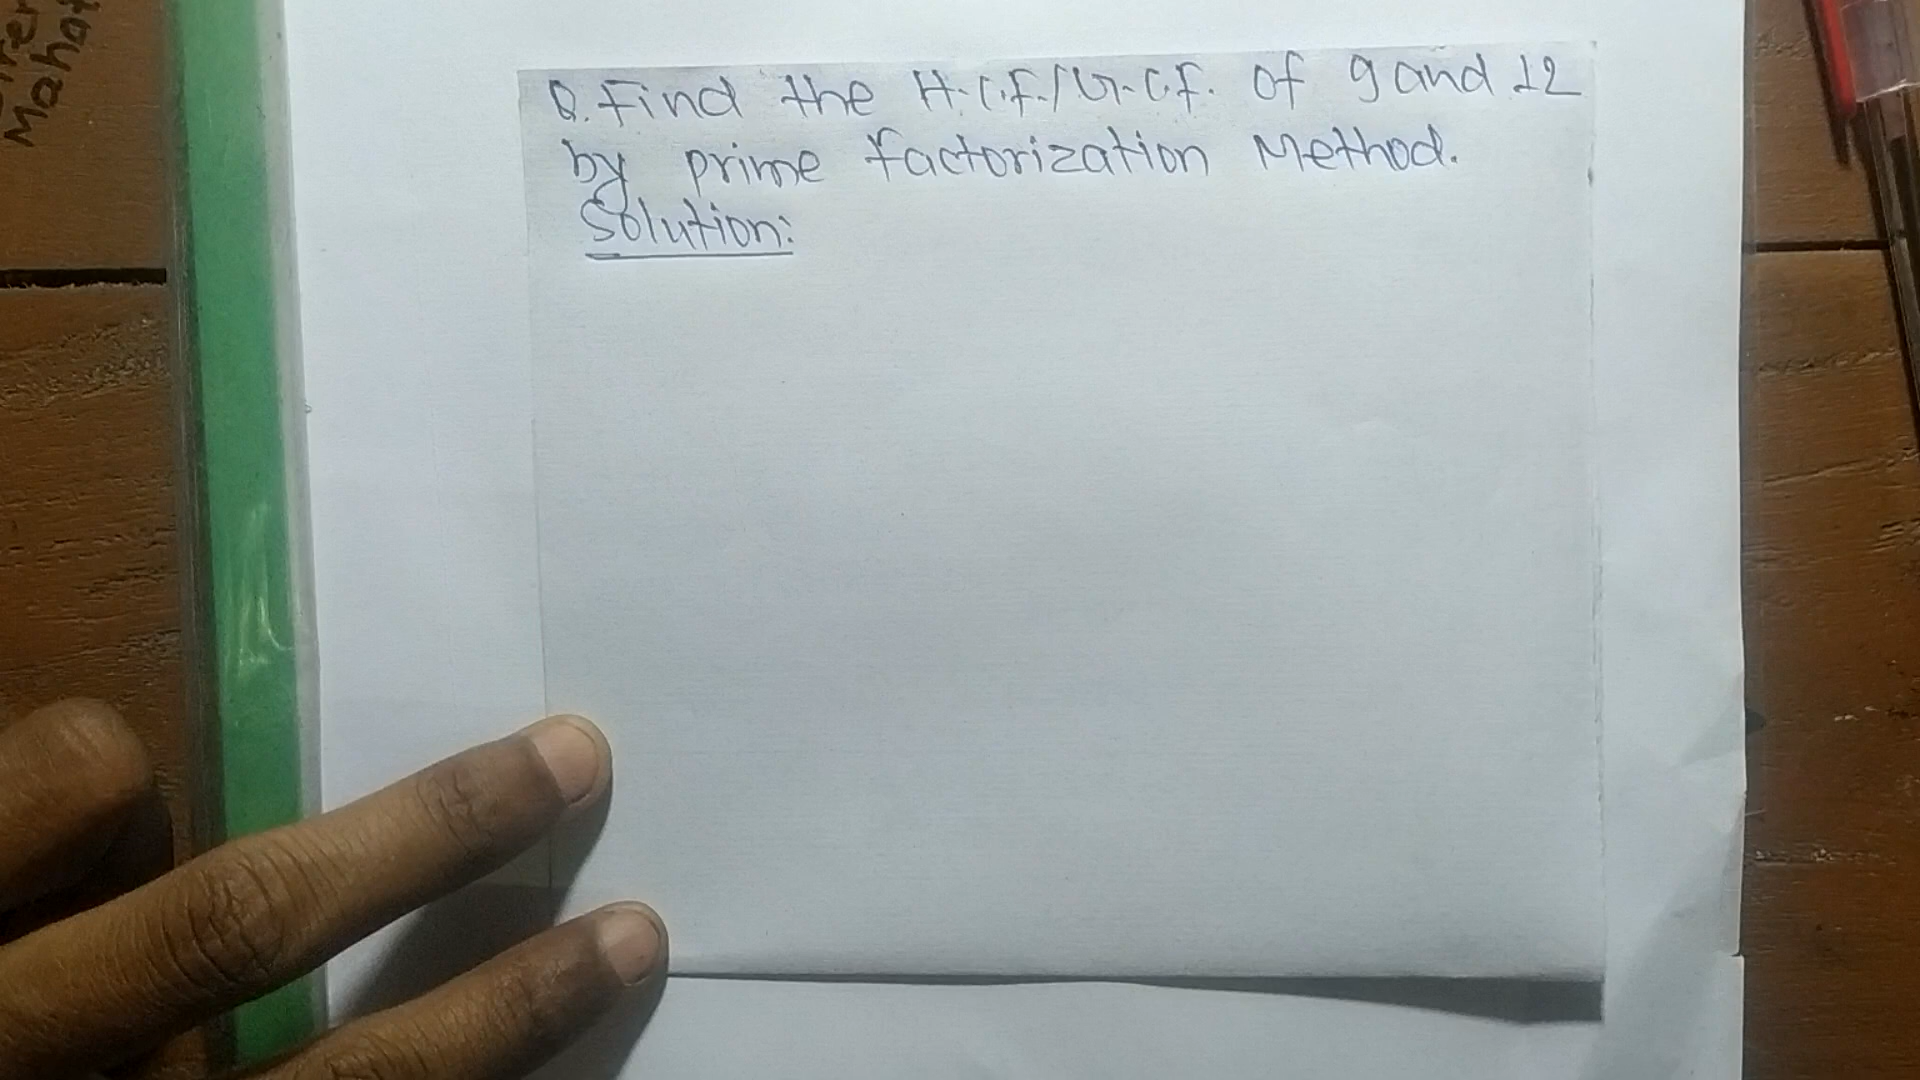 Q. Find the H.C.F./G.C.F. of 9 and 12
by prime factorization Method.
Solution: